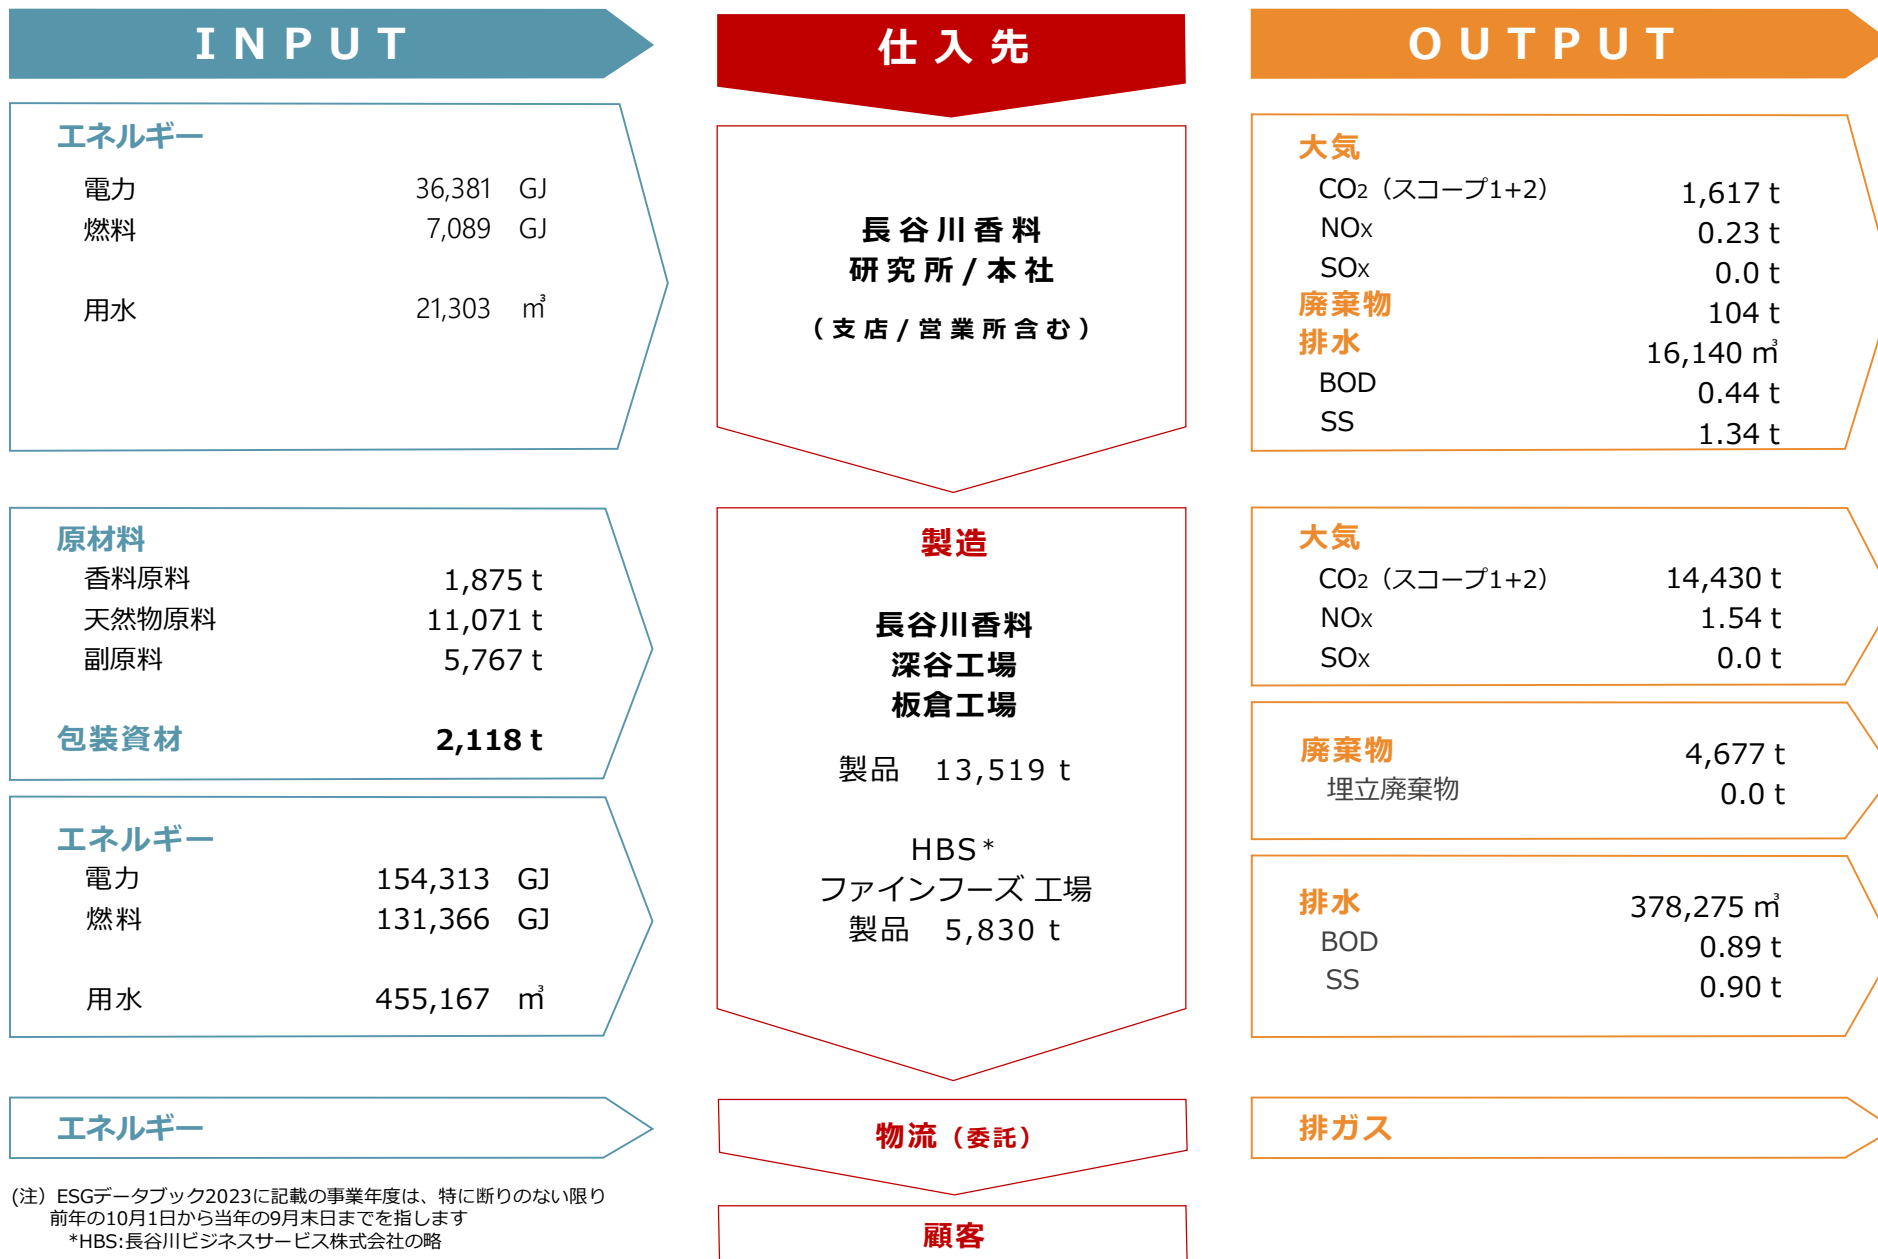 INPUT
仕入先
OUTPUT
エネルギー
電力 36,381 GJ
燃料 7,089 GJ
用水 21,303 ㎥
長谷川香料
研究所/本社
(支店/営業所含む)
大気
CO2（スコープ1+2） 1,617 t
NOX 0.23 t
SOX 0.0 t
廃棄物 104 t
排水 16,140 ㎥
BOD 0.44 t
SS 1.34 t
原材料
香料原料 1,875 t
天然物原料 11,071 t
副原料 5,767 t
包装資材 2,118 t
エネルギー
電力 154,313 GJ
燃料 131,366 GJ
用水 455,167 ㎥
製造
長谷川香料
深谷工場
板倉工場
製品 13,519 t
HBS*
ファインフーズ 工場
製品 5,830 t
大気
CO2（スコープ1+2） 14,430 t
NOX 1.54 t
SOX 0.0 t
廃棄物 4,677 t
埋立廃棄物 0.0 t
排水 378,275 ㎥
BOD 0.89 t
SS 0.90 t
エネルギー
物流（委託）
排ガス
顧客
(注）ESGデータブック2023に記載の事業年度は、特に断りのない限り
前年の10月1日から当年の9月末日までを指します
*HBS:長谷川ビジネスサービス株式会社の略